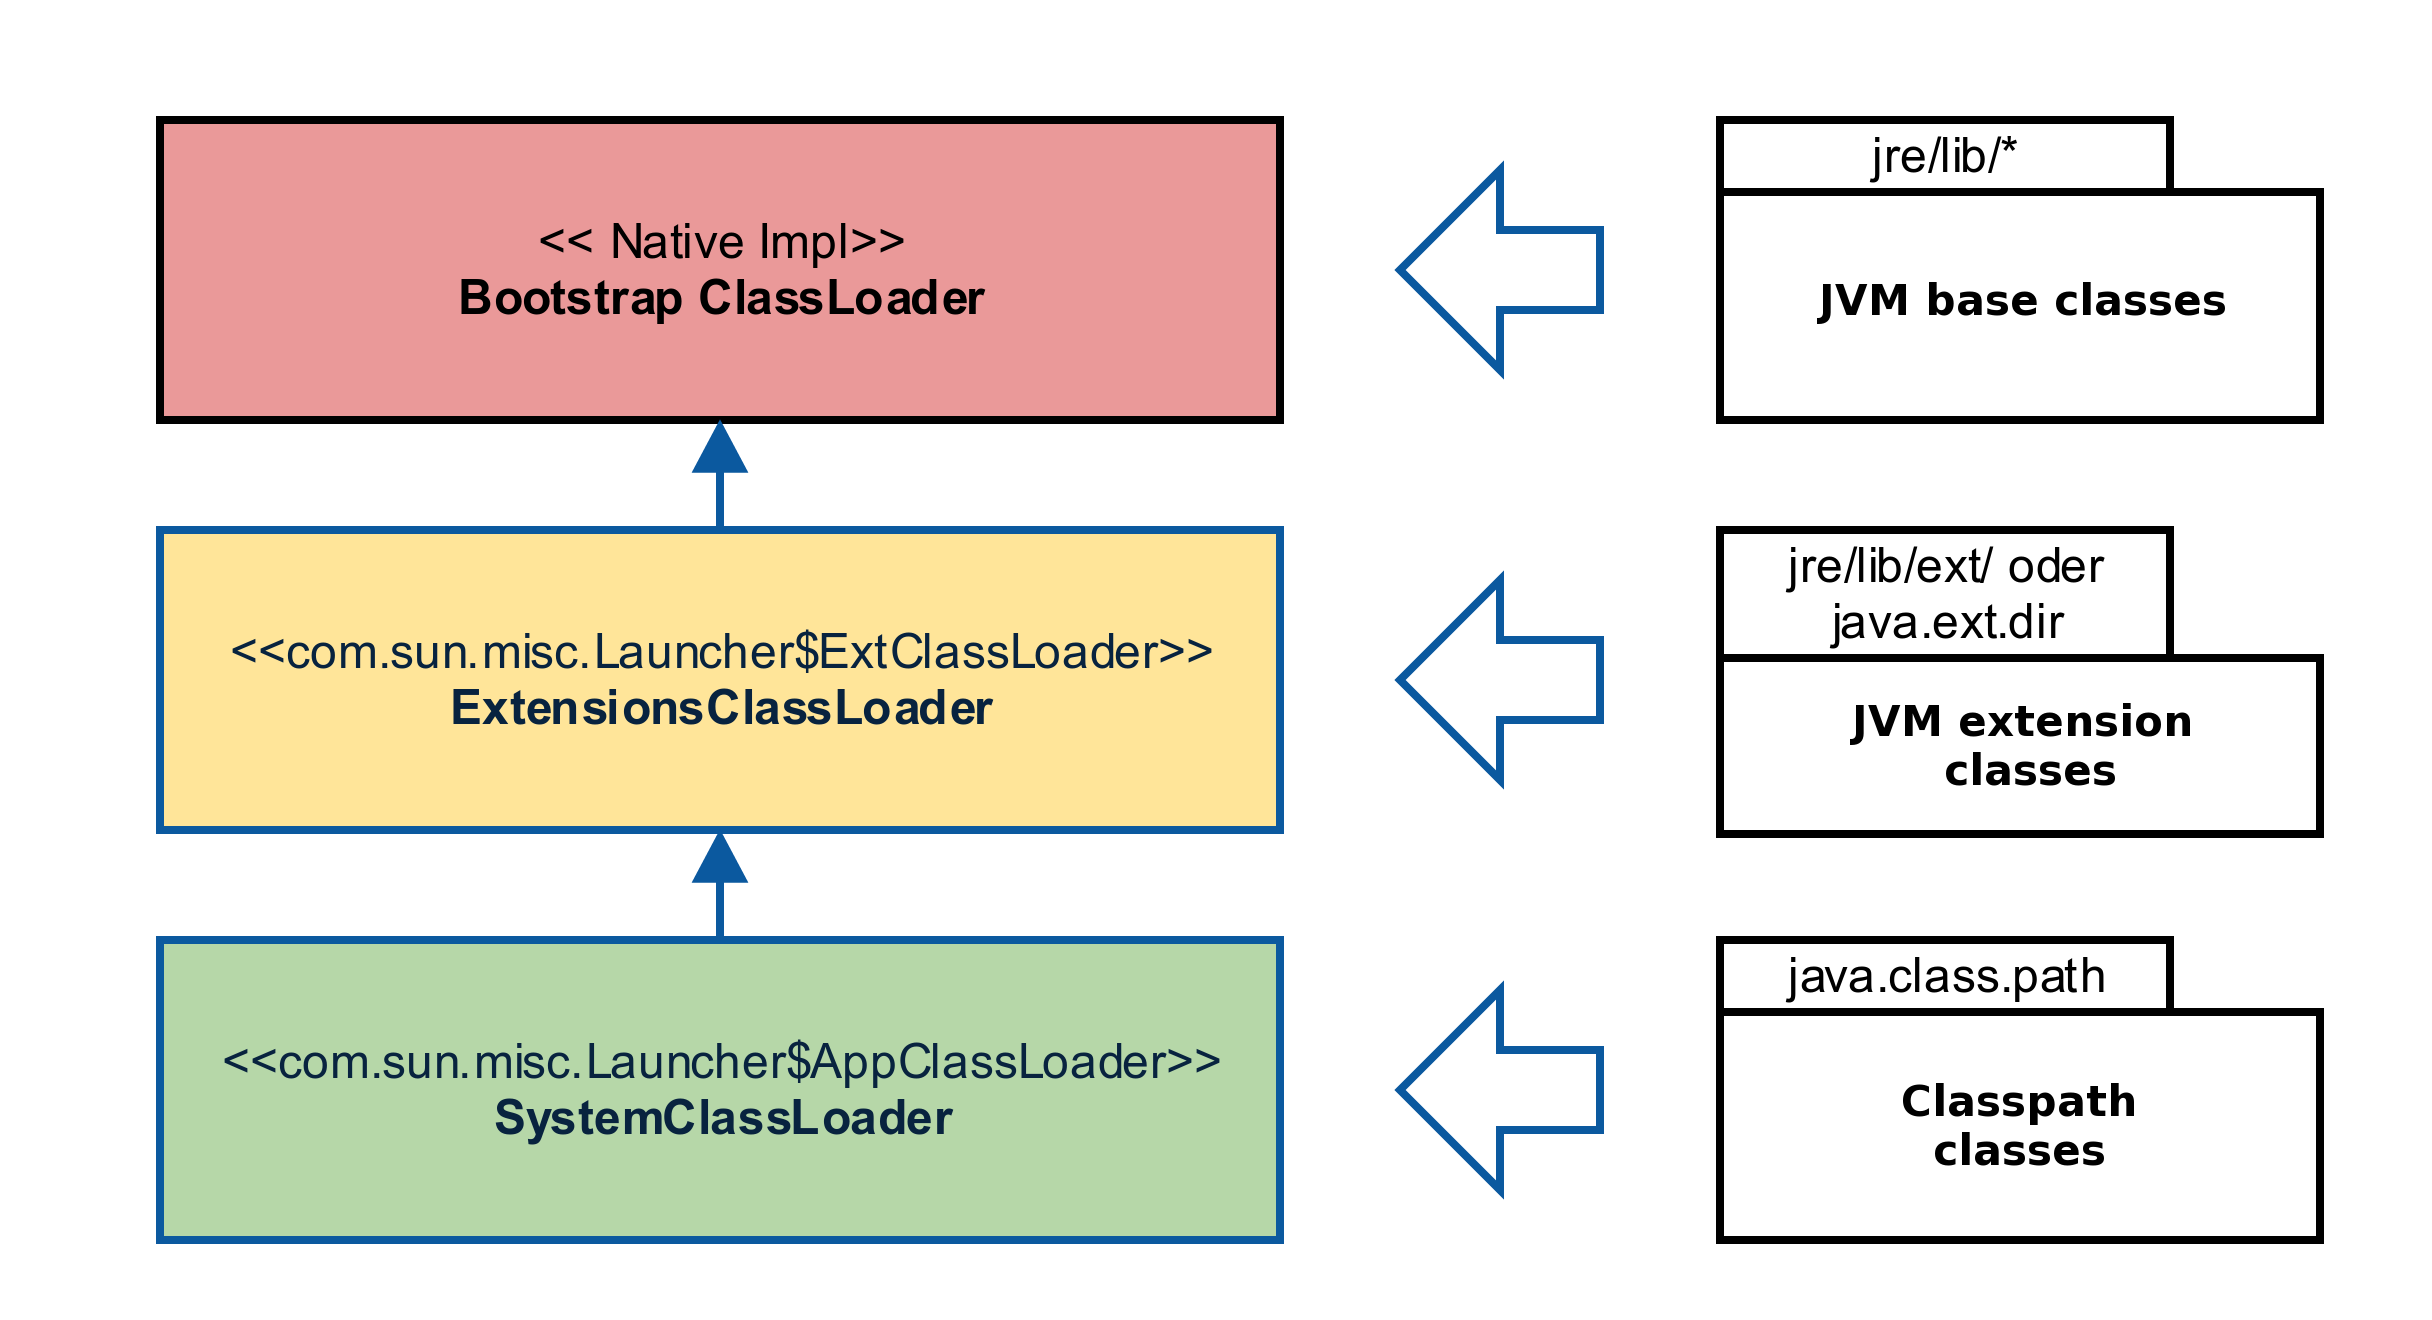 << Native Impl>>
Bootstrap ClassLoader
jre/lib/*
JVM base classes
<<com.sun.misc.Launcher$ExtClassLoader>>
ExtensionsClassLoader
jre/lib/ext/ oder
java.ext.dir
JVM extension
classes
<<com.sun.misc.Launcher$AppClassLoader>>
SystemClassLoader
java.class.path
Classpath
classes